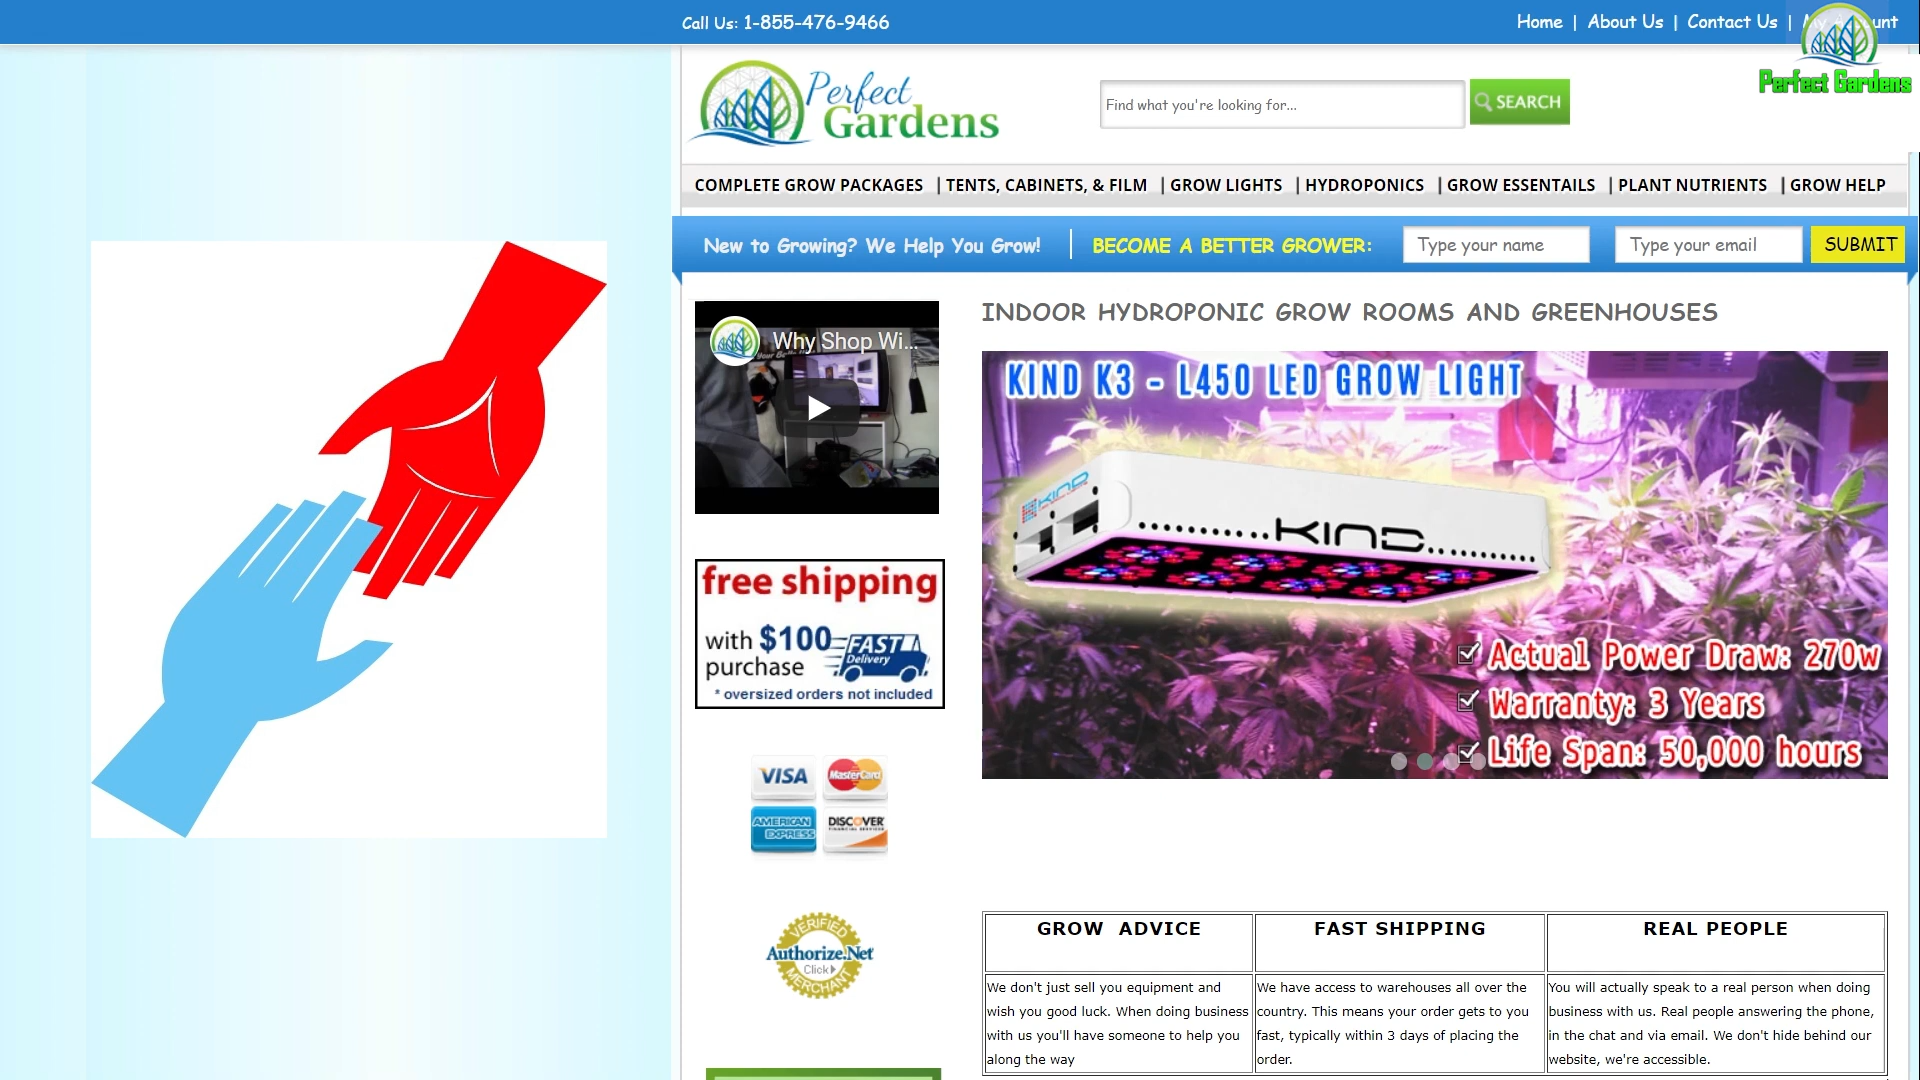 Call Us: 1-855-476-9466
Home | About Us | Contact Us |
Perfect Gardens
Perfect
Gardens
Find what you're looking for...
SEARCH
COMPLETE GROW PACKAGES | TENTS, CABINETS, & FILM | GROW LIGHTS | HYDROPONICS | GROW ESSENTAILS | PLANT NUTRIENTS | GROW HELP
New to Growing? We Help You Grow!
BECOME A BETTER GROWER:
Type your name
Type your email
SUBMIT
Why Shop Wi...
INDOOR HYDROPONIC GROW ROOMS AND GREENHOUSES
KIND K3 - L450 LED GROW LIGHT
KIND
KIND
Actual Power Draw: 270w
Warranty: 3 Years
Life Span: 50,000 hours
free shipping
with $100
purchase
FAST
Delivery
* oversized orders not included
VISA
MasterCard
AMERICAN
EXPRESS
DISCOVER
FINANCIAL SERVICES
VERIFIED
Authorize.Net
Click
MERCHANT
GROW ADVICE
We don't just sell you equipment and
wish you good luck. When doing business
with us you'll have someone to help you
along the way
FAST SHIPPING
We have access to warehouses all over the
country. This means your order gets to you
fast, typically within 3 days of placing the
order.
REAL PEOPLE
You will actually speak to a real person when doing
business with us. Real people answering the phone,
in the chat and via email. We don't hide behind our
website, we're accessible.